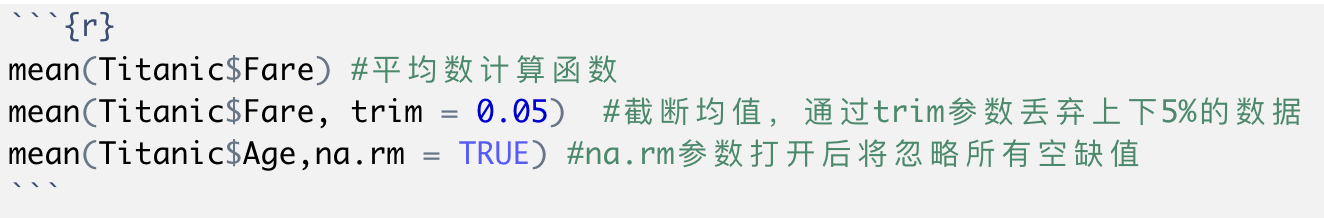 ```{r}
mean(Titanic$Fare) #平均数计算函数
mean(Titanic$Fare, trim = 0.05)  #截断均值，通过trim参数丢弃上下5%的数据
mean(Titanic$Age,na.rm = TRUE) #na.rm参数打开后将忽略所有空缺值
```